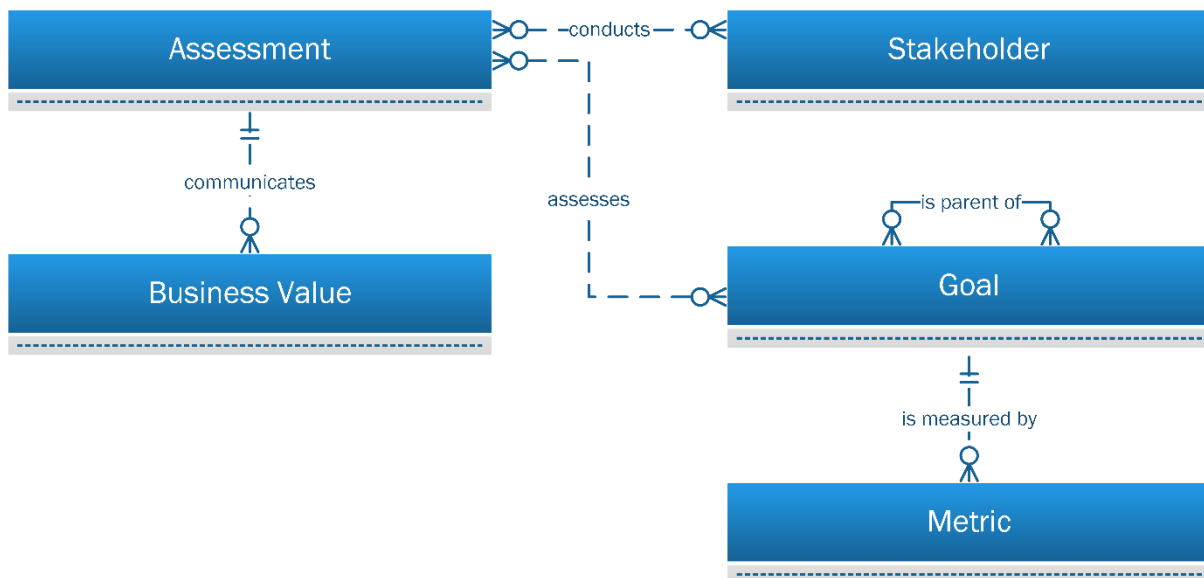 Assessment
conducts
Stakeholder
communicates
assesses
is parent of
Business Value
Goal
is measured by
Metric